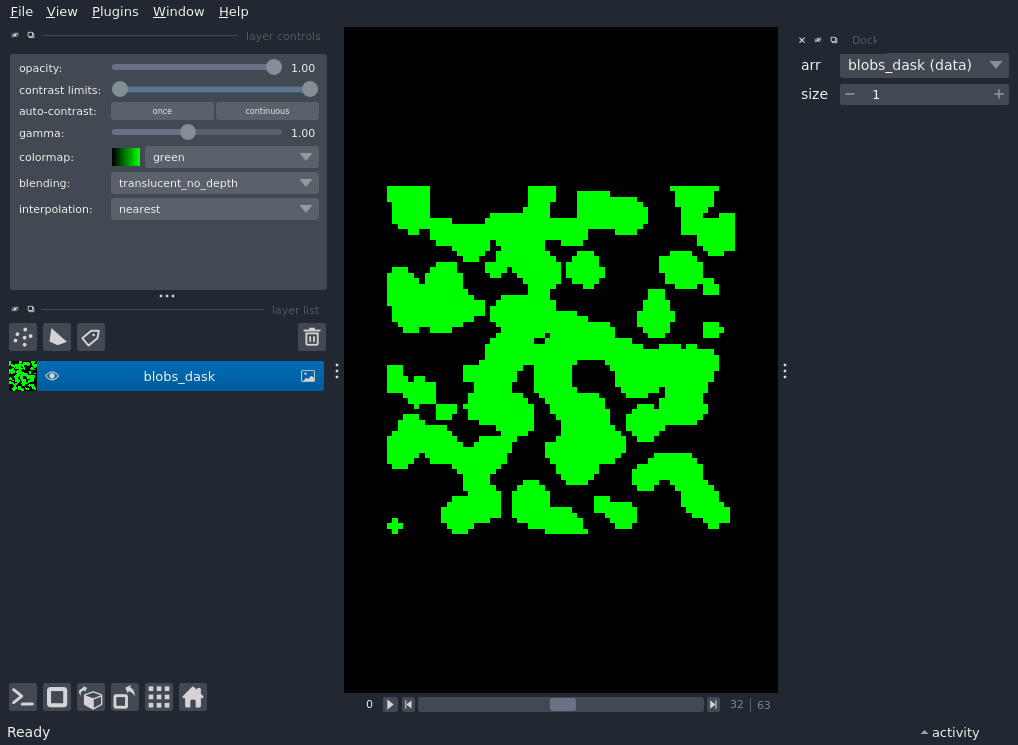 File View Plugins Window Help
layer controls
opacity: 1.00
contrast limits:
auto-contrast: once continuous
gamma: 1.00
colormap: green
blending: translucent_no_depth
interpolation: nearest
layer list
blobs_dask
0 32 63
Ready
activity
Dock
arr blobs_dask (data)
size 1